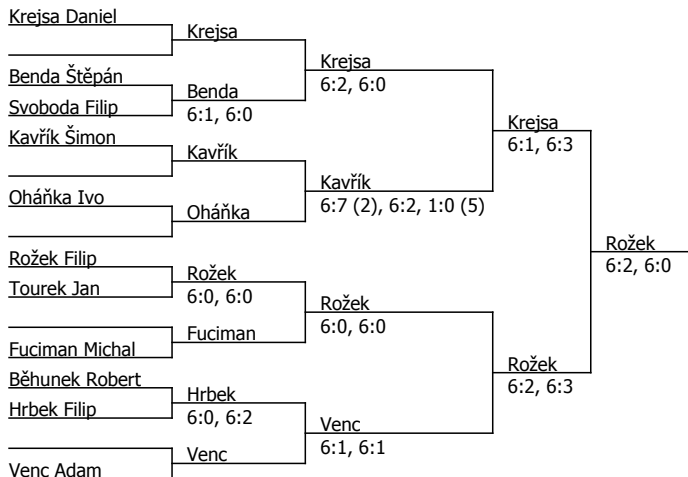 Krejsa Daniel
Benda Štěpán
Svoboda Filip
Kavřík Šimon
Oháňka Ivo
Rožek Filip
Tourek Jan
Fuciman Michal
Běhunek Robert
Hrbek Filip
Venc Adam
Krejsa
Benda
6:1, 6:0
Kavřík
Oháňka
Rožek
6:0, 6:0
Fuciman
Hrbek
6:0, 6:2
Venc
Krejsa
6:2, 6:0
Kavřík
6:7 (2), 6:2, 1:0 (5)
Rožek
6:0, 6:0
Venc
6:1, 6:1
Krejsa
6:1, 6:3
Rožek
6:2, 6:3
Rožek
6:2, 6:0